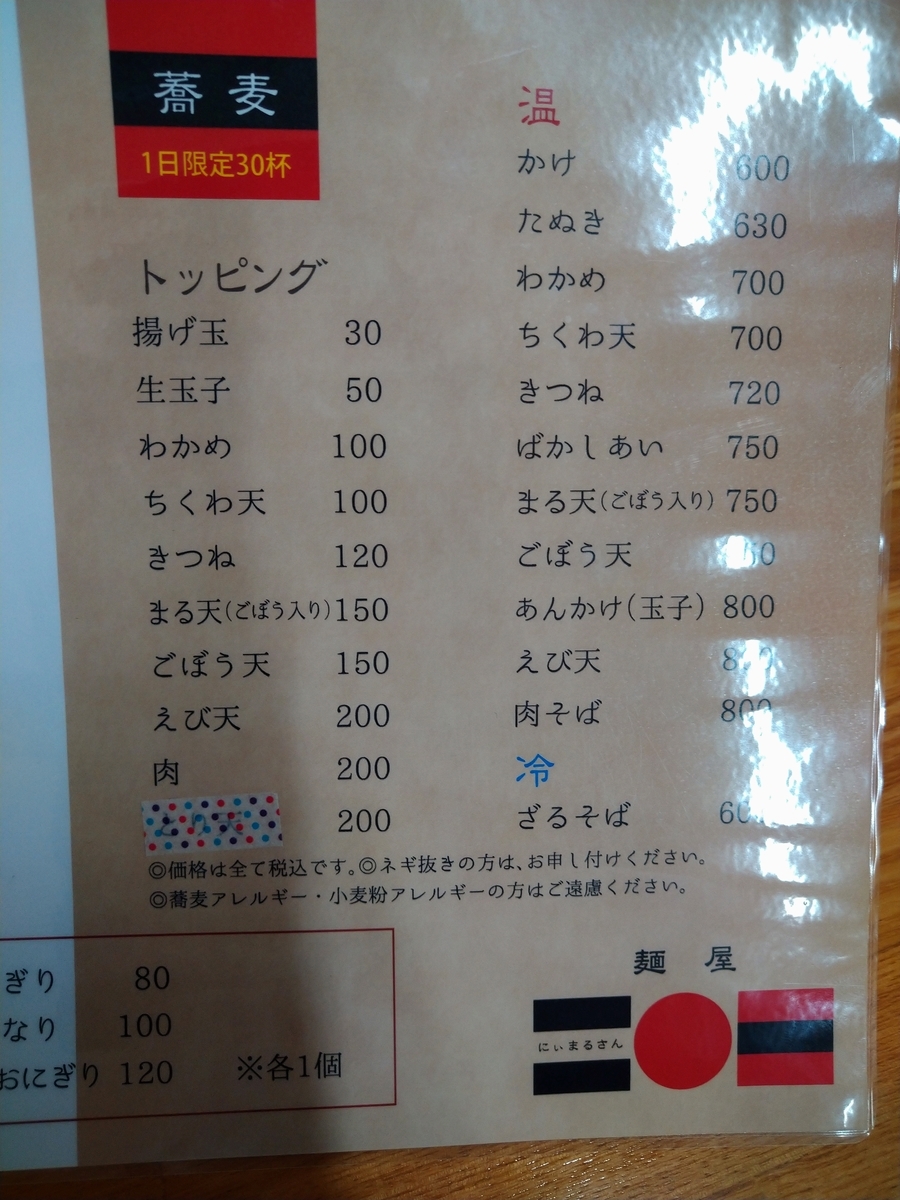 蕎麦
1日限定30杯
トッピング
揚げ玉 30
生玉子 50
わかめ 100
ちくわ天 100
きつね 120
まる天(ごぼう入り) 150
ごぼう天 150
えび天 200
肉 200
とり天 200
温
かけ 600
たぬき 630
わかめ 700
ちくわ天 700
きつね 720
ばかしあい 750
まる天(ごぼう入り) 750
ごぼう天
あんかけ(玉子) 800
えび天
肉そば 800
冷
ざるそば
◎価格は全て税込です。◎ネギ抜きの方は、お申し付けください。
◎蕎麦アレルギー・小麦粉アレルギーの方はご遠慮ください。
ぎり 80
なり 100
おにぎり 120 ※各1個
麺屋
にぃまるさん